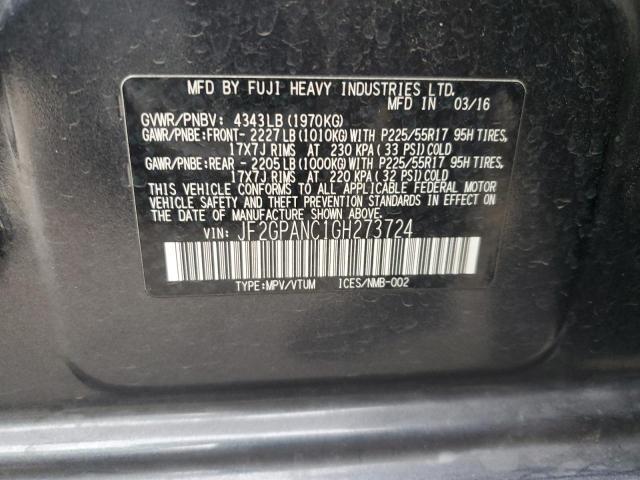 MFD BY FUJI HEAVY INDUSTRIES LTD.
MFD IN 03/16
GVWR/PNBV: 4343LB (1970KG)
GAWR/PNBE:FRONT- 2227LB (1010KG) WITH P225/55R17 95H TIRES,
17X7J RIMS AT 230 KPA (33 PSI) COLD
GAWR/PNBE:REAR - 2205LB (1000KG) WITH P225/55R17 95H TIRES,
17X7J RIMS AT 220 KPA (32 PSI) COLD
THIS VEHICLE CONFORMS TO ALL APPLICABLE FEDERAL MOTOR
VEHICLE SAFETY AND THEFT PREVENTION STANDARDS IN EFFECT ON
THE DATE OF MANUFACTURE SHOWN ABOVE.
VIN: JF2GPANC1GH273724
TYPE:MPV/VTUM ICES/NMB-002